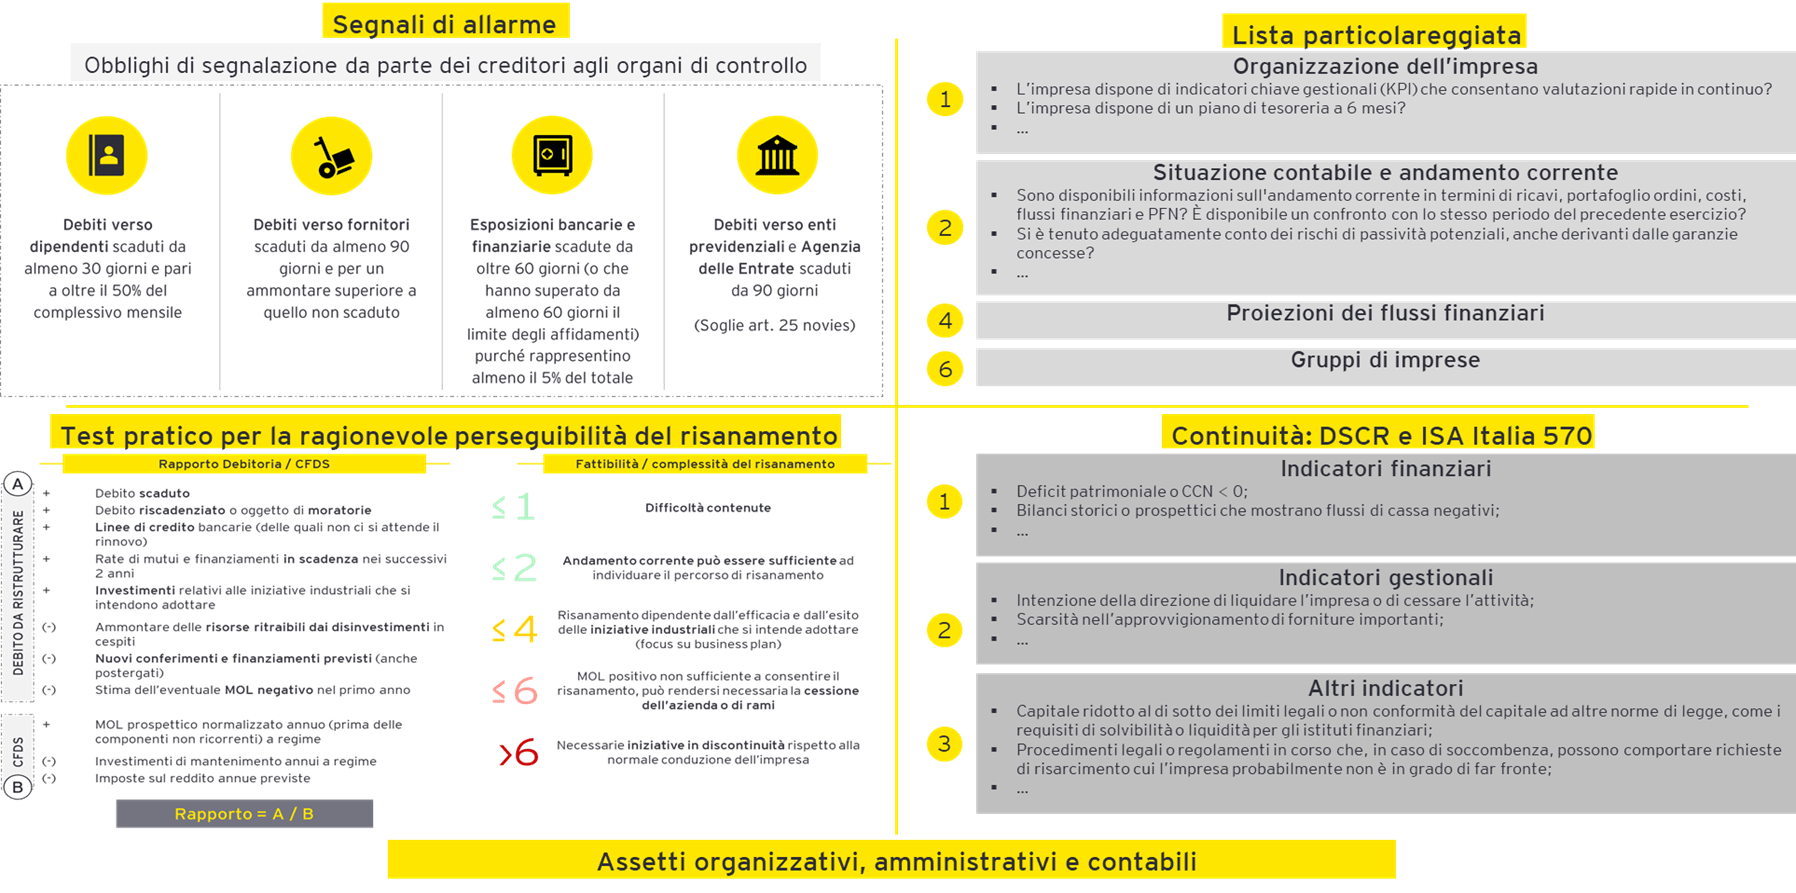 Segnali di allarme
Obblighi di segnalazione da parte dei creditori agli organi di controllo
Debiti verso
dipendenti scaduti da
almeno 30 giorni e pari
a oltre il 50% del
complessivo mensile
Debiti verso fornitori
scaduti da almeno 90
giorni e per un
ammontare superiore a
quello non scaduto
Esposizioni bancarie e
finanziarie scadute da
oltre 60 giorni (o che
hanno superato da
almeno 60 giorni il
limite degli affidamenti)
purché rappresentino
almeno il 5% del totale
Debiti verso enti
previdenziali e Agenzia
delle Entrate scaduti
da 90 giorni
(Soglie art. 25 novies)
Lista particolareggiata
1
Organizzazione dell'impresa
▪ L'impresa dispone di indicatori chiave gestionali (KPI) che consentano valutazioni rapide in continuo?
▪ L'impresa dispone di un piano di tesoreria a 6 mesi?
▪ ...
2
Situazione contabile e andamento corrente
▪ Sono disponibili informazioni sull'andamento corrente in termini di ricavi, portafoglio ordini, costi,
flussi finanziari e PFN? È disponibile un confronto con lo stesso periodo del precedente esercizio?
▪ Si è tenuto adeguatamente conto dei rischi di passività potenziali, anche derivanti dalle garanzie
concesse?
▪ ...
4
Proiezioni dei flussi finanziari
6
Gruppi di imprese
Test pratico per la ragionevole perseguibilità del risanamento
Rapporto Debitoria / CFDS
A
DEBITO DA RISTRUTTURARE
+ Debito scaduto
+ Debito riscadenziato o oggetto di moratorie
+ Linee di credito bancarie (delle quali non ci si attende il
rinnovo)
+ Rate di mutui e finanziamenti in scadenza nei successivi
2 anni
+ Investimenti relativi alle iniziative industriali che si
intendono adottare
(-) Ammontare delle risorse ritraibili dai disinvestimenti in
cespiti
(-) Nuovi conferimenti e finanziamenti previsti (anche
postergati)
(-) Stima dell'eventuale MOL negativo nel primo anno
CFDS
B
+ MOL prospettico normalizzato annuo (prima delle
componenti non ricorrenti) a regime
(-) Investimenti di mantenimento annui a regime
(-) Imposte sul reddito annue previste
Rapporto = A / B
Fattibilità / complessità del risanamento
≤1 Difficoltà contenute
≤2 Andamento corrente può essere sufficiente ad
individuare il percorso di risanamento
≤4 Risanamento dipendente dall'efficacia e dall'esito
delle iniziative industriali che si intende adottare
(focus su business plan)
≤6 MOL positivo non sufficiente a consentire il
risanamento, può rendersi necessaria la cessione
dell'azienda o di rami
>6 Necessarie iniziative in discontinuità rispetto alla
normale conduzione dell'impresa
Continuità: DSCR e ISA Italia 570
1
Indicatori finanziari
▪ Deficit patrimoniale o CCN < 0;
▪ Bilanci storici o prospettici che mostrano flussi di cassa negativi;
▪ ...
2
Indicatori gestionali
▪ Intenzione della direzione di liquidare l'impresa o di cessare l'attività;
▪ Scarsità nell'approvvigionamento di forniture importanti;
▪ ...
3
Altri indicatori
▪ Capitale ridotto al di sotto dei limiti legali o non conformità del capitale ad altre norme di legge, come i
requisiti di solvibilità o liquidità per gli istituti finanziari;
▪ Procedimenti legali o regolamenti in corso che, in caso di soccombenza, possono comportare richieste
di risarcimento cui l'impresa probabilmente non è in grado di far fronte;
▪ ...
Assetti organizzativi, amministrativi e contabili